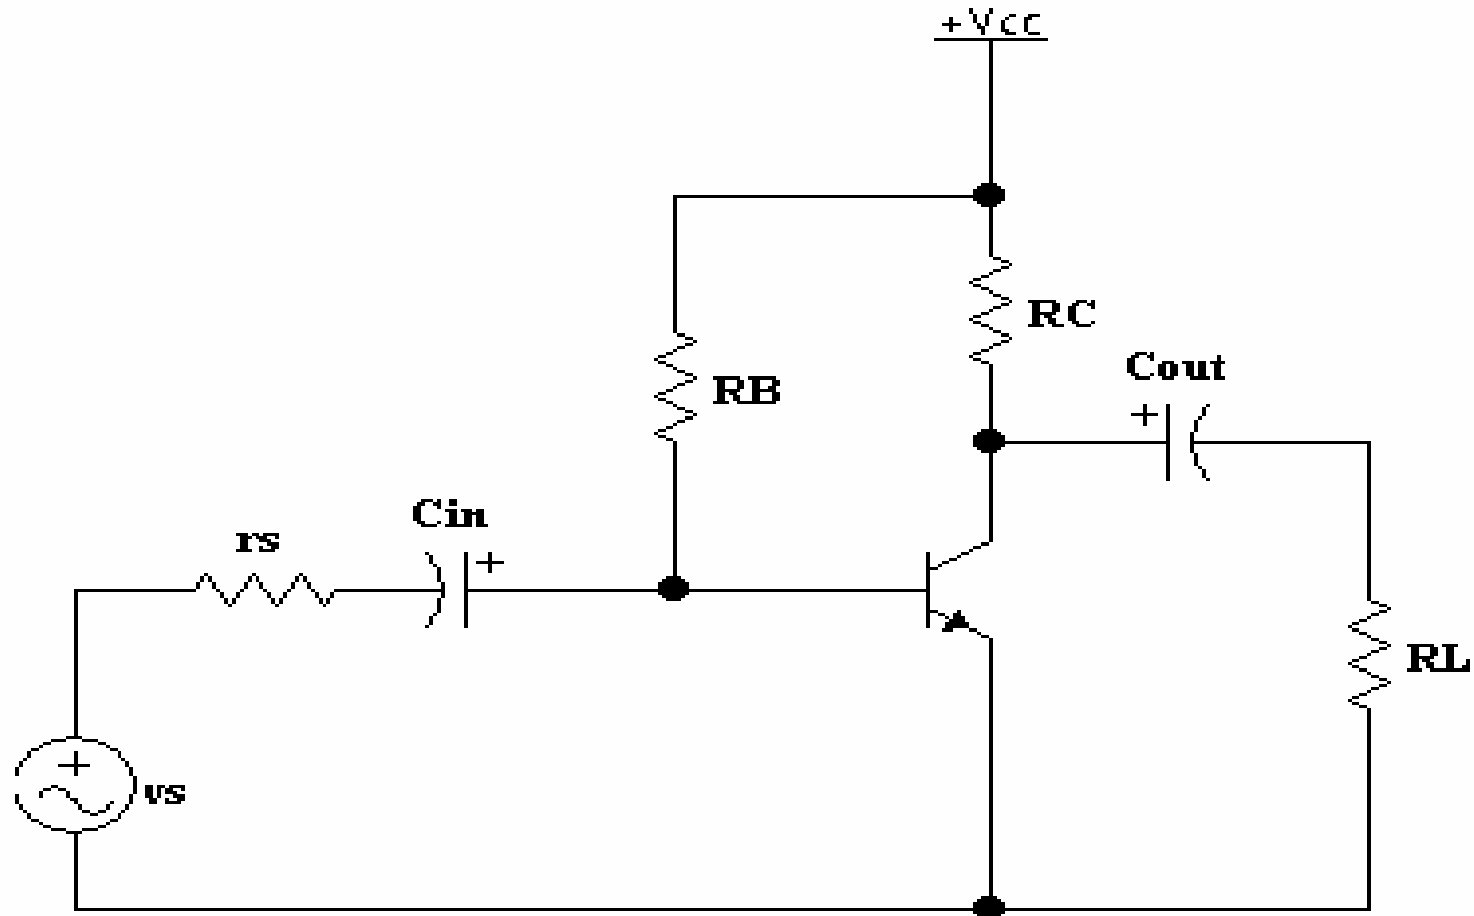 +Vcc
RC
Cout
+
RB
Cin
+
rs
RL
+
vs